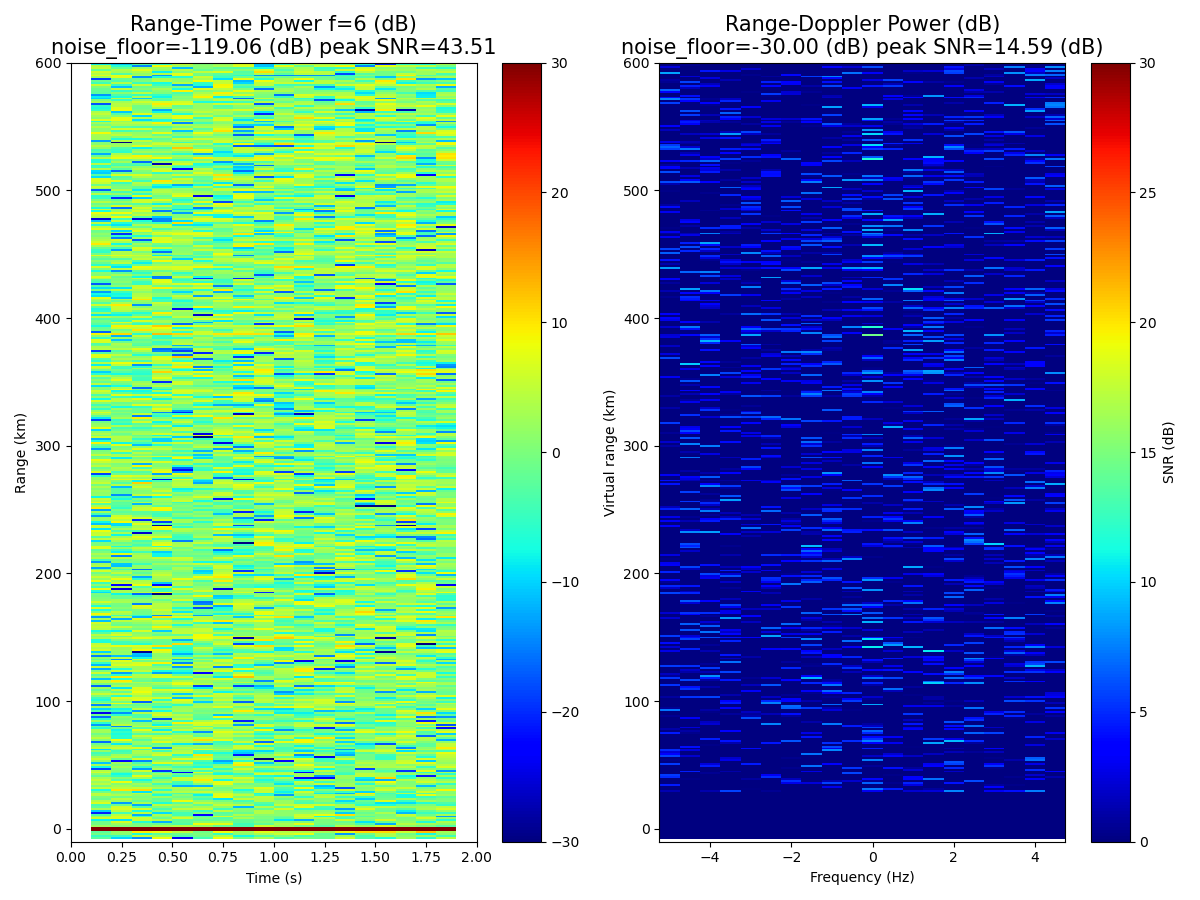 Range-Time Power f=6 (dB)
noise_floor=-119.06 (dB) peak SNR=43.51
600
500
400
300
200
100
0
Range (km)
0.00 0.25 0.50 0.75 1.00 1.25 1.50 1.75 2.00
Time (s)
30
20
10
0
−10
−20
−30
Range-Doppler Power (dB)
noise_floor=-30.00 (dB) peak SNR=14.59 (dB)
600
500
400
300
200
100
0
Virtual range (km)
−4 −2 0 2 4
Frequency (Hz)
30
25
20
15
10
5
0
SNR (dB)